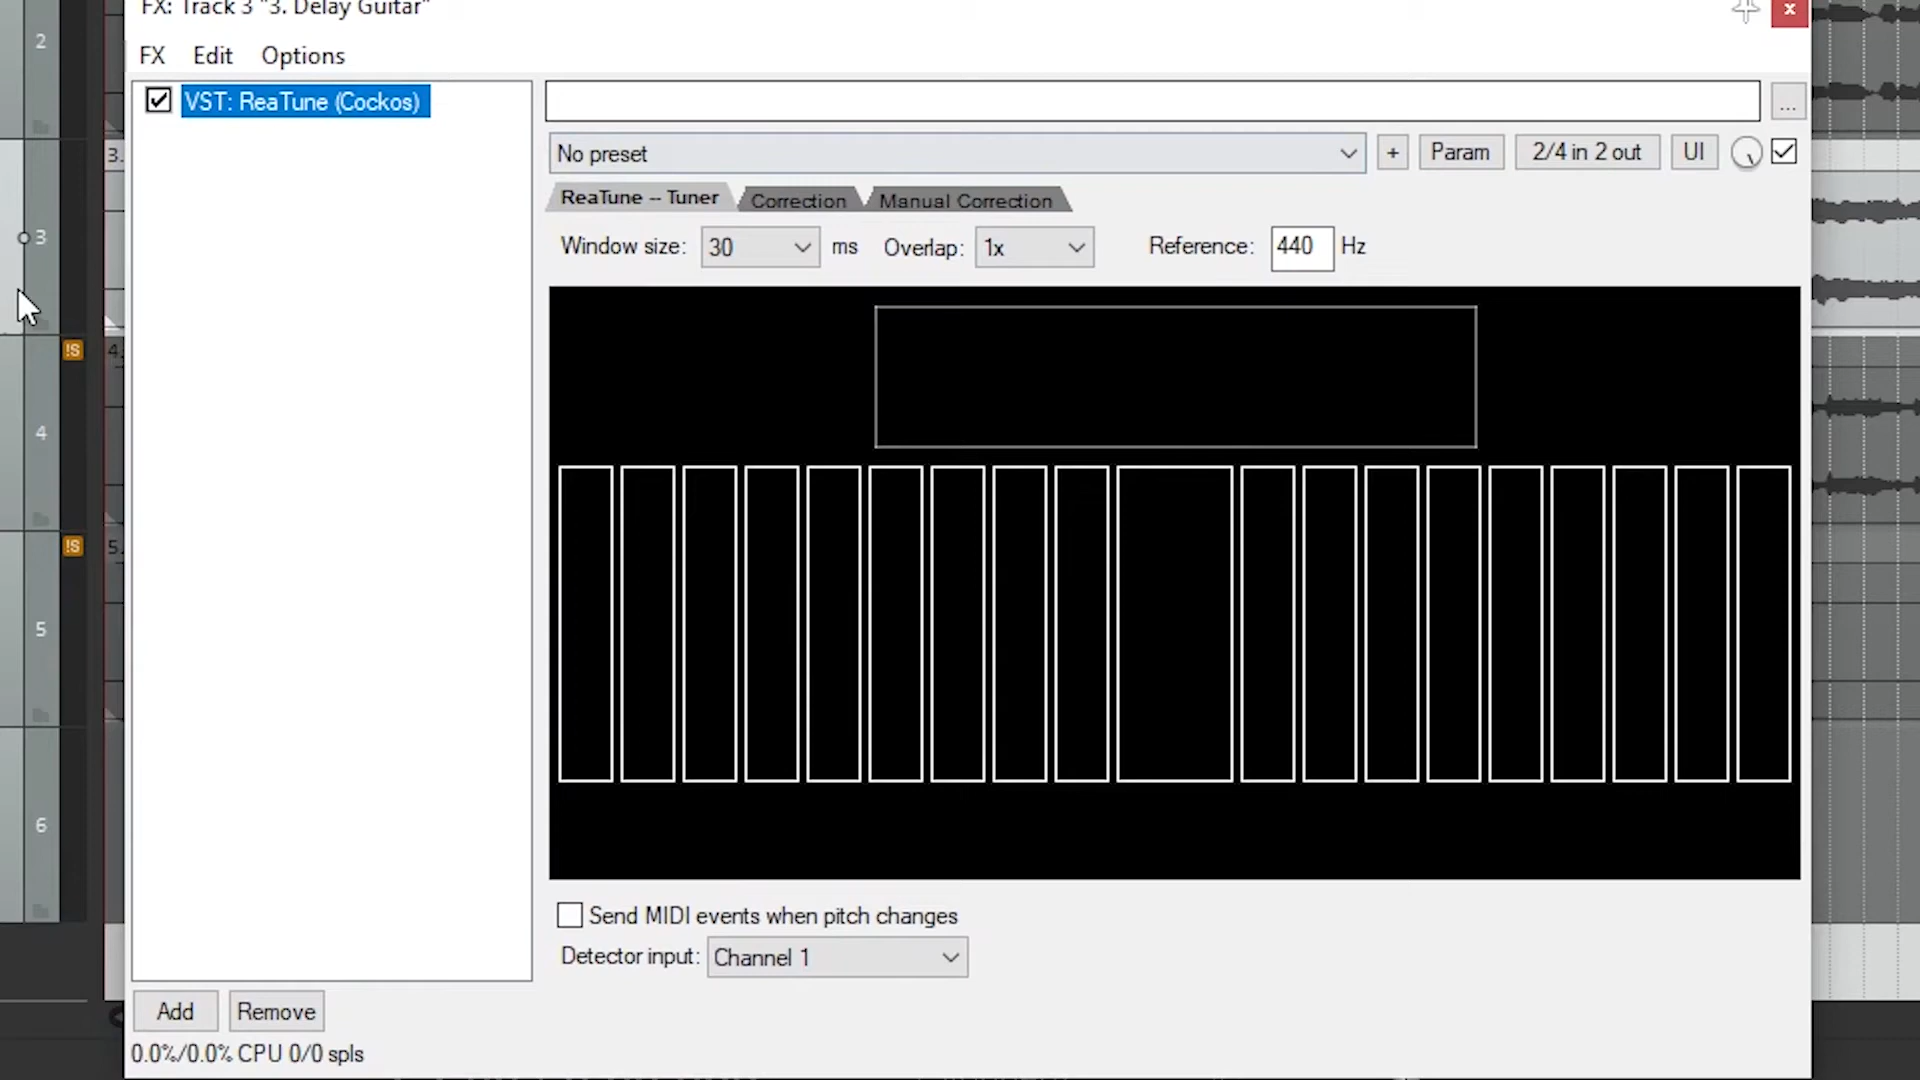 FX: Track 3 "3. Delay Guitar"
x
FX Edit Options
VST: ReaTune (Cockos)
...
No preset
+ Param 2/4 in 2 out UI
ReaTune -- Tuner Correction Manual Correction
Window size: 30 ms Overlap: 1x Reference: 440 Hz
Send MIDI events when pitch changes
Detector input: Channel 1
Add Remove
0.0%/0.0% CPU 0/0 spls
2
3
4
5
6
3.
4.
5.
!S
!S